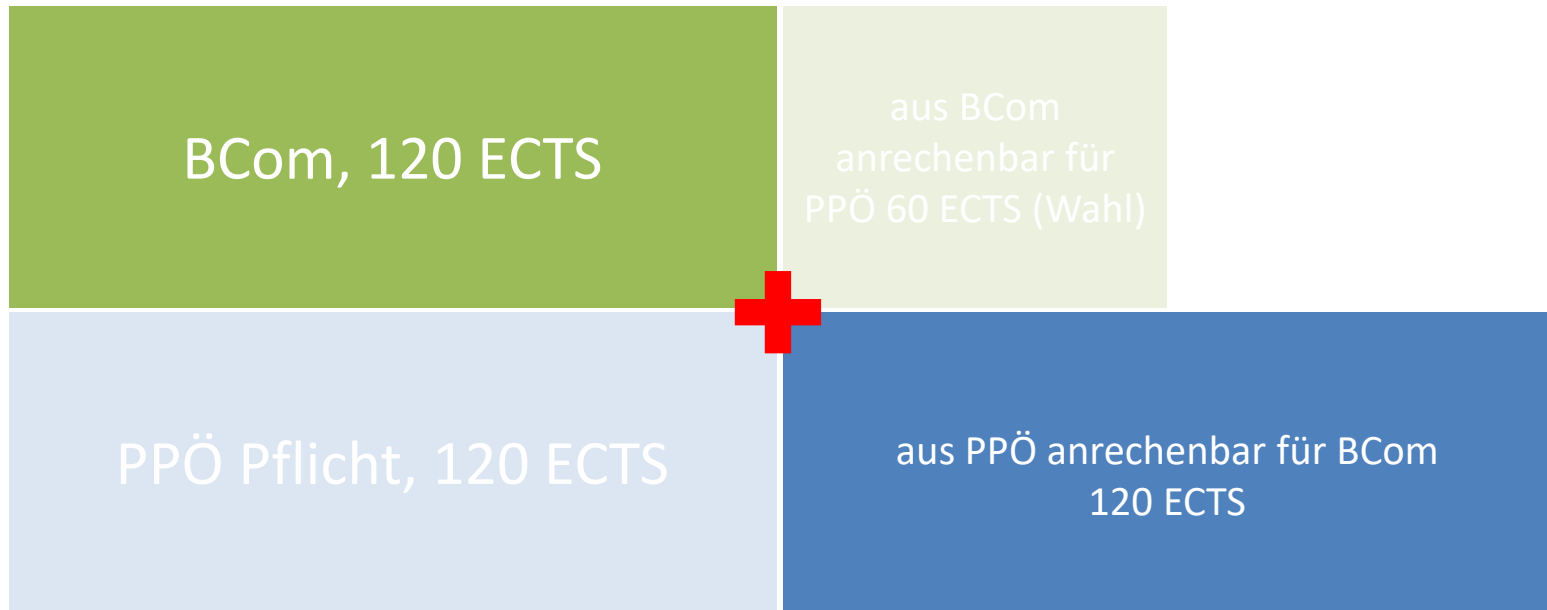 BCom, 120 ECTS
aus BCom
anrechenbar für
PPÖ 60 ECTS (Wahl)
PPÖ Pflicht, 120 ECTS
aus PPÖ anrechenbar für BCom
120 ECTS